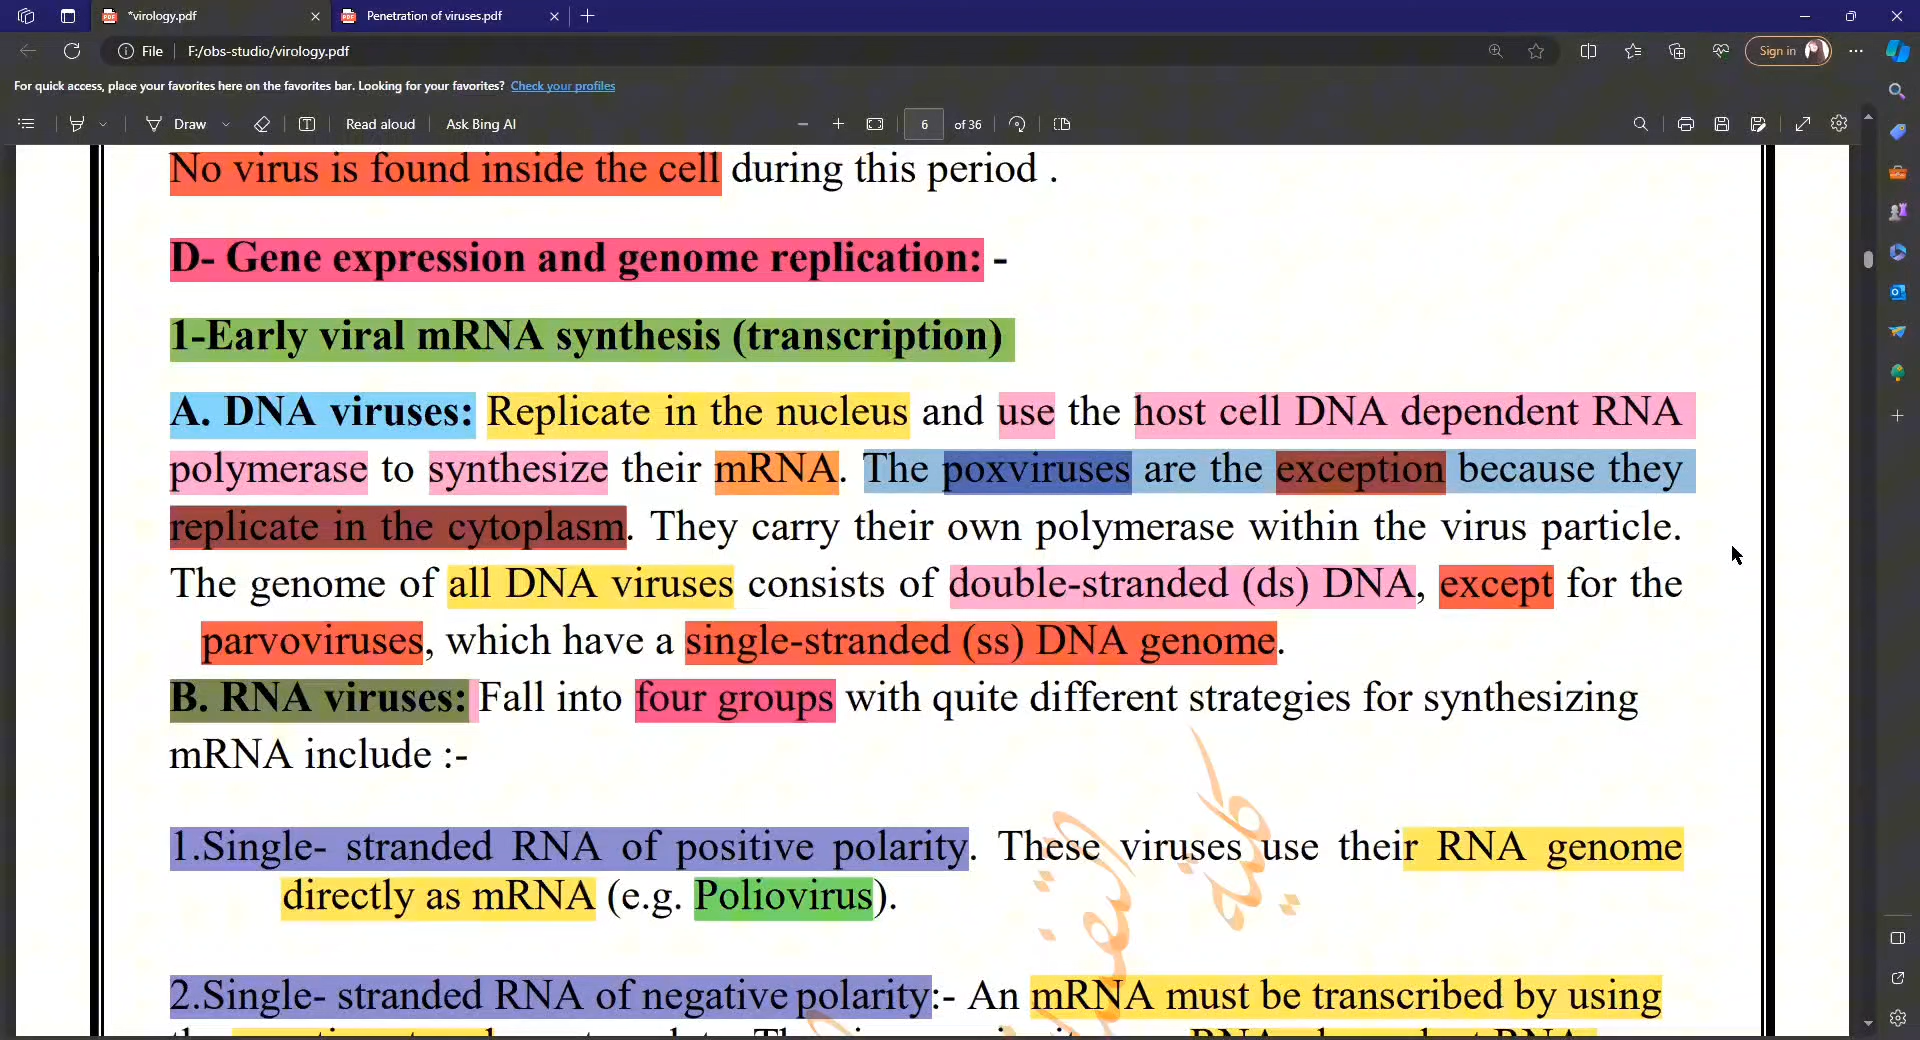 *virology.pdf
Penetration of viruses.pdf
File
F:/obs-studio/virology.pdf
Sign in
For quick access, place your favorites here on the favorites bar. Looking for your favorites? Check your profiles
Draw
Read aloud
Ask Bing AI
6 of 36
No virus is found inside the cell during this period .
D- Gene expression and genome replication: -
1-Early viral mRNA synthesis (transcription)
A. DNA viruses: Replicate in the nucleus and use the host cell DNA dependent RNA
polymerase to synthesize their mRNA. The poxviruses are the exception because they
replicate in the cytoplasm. They carry their own polymerase within the virus particle.
The genome of all DNA viruses consists of double-stranded (ds) DNA, except for the
parvoviruses, which have a single-stranded (ss) DNA genome.
B. RNA viruses: Fall into four groups with quite different strategies for synthesizing
mRNA include :-
1.Single- stranded RNA of positive polarity. These viruses use their RNA genome
directly as mRNA (e.g. Poliovirus).
2.Single- stranded RNA of negative polarity:- An mRNA must be transcribed by using